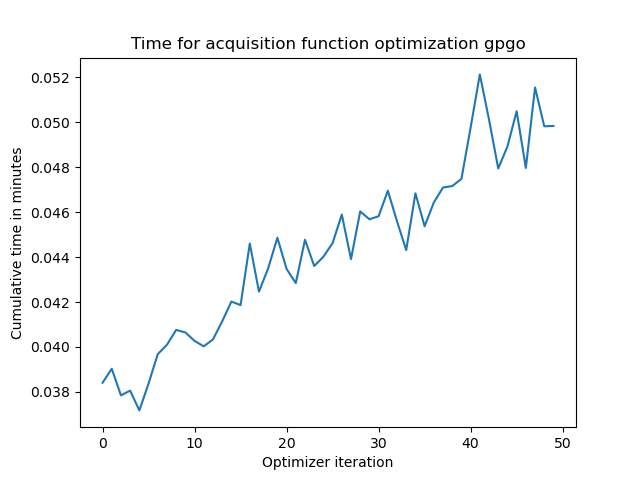 Time for acquisition function optimization gpgo
Cumulative time in minutes
0.052
0.050
0.048
0.046
0.044
0.042
0.040
0.038
0 10 20 30 40 50
Optimizer iteration